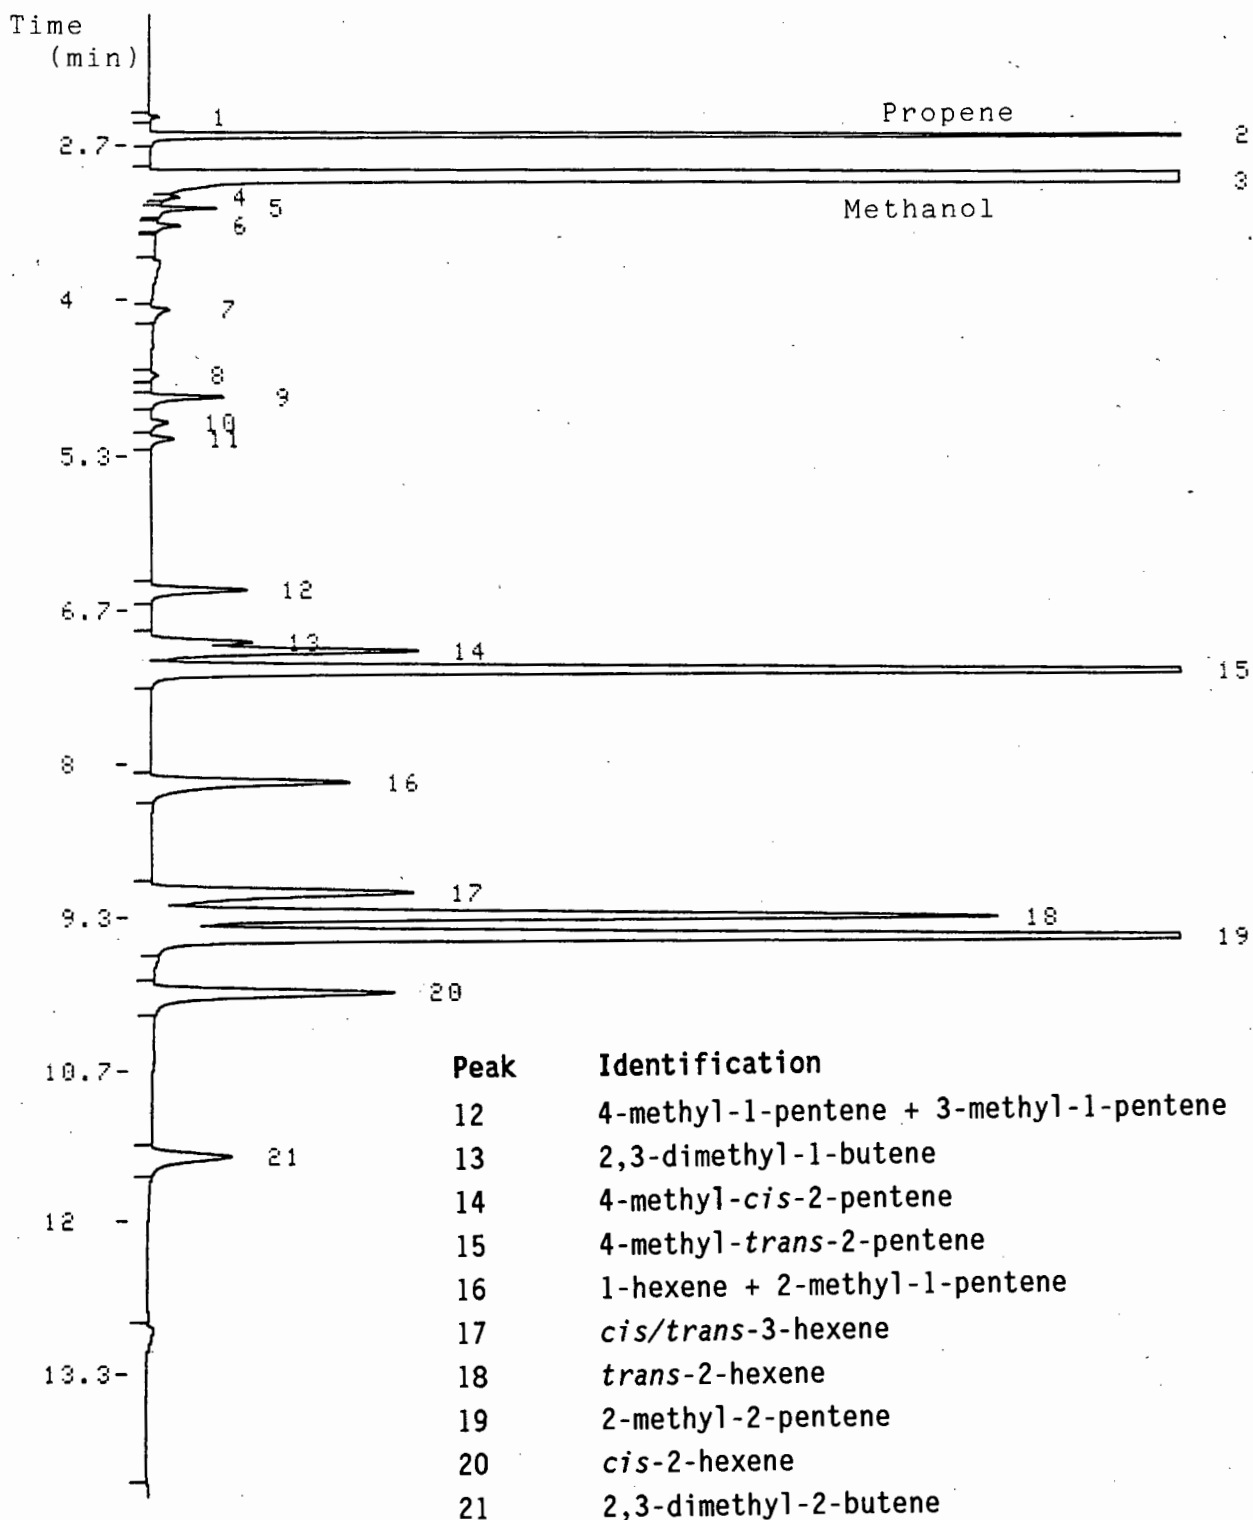 Time
(min)
1
Propene
2
2.7-
3
4
5
Methanol
6
4 -
7
8
9
10
11
5.3-
12
6.7-
13
14
15
8 -
16
17
9.3-
18
19
20
Peak Identification
10.7-
12 4-methyl-1-pentene + 3-methyl-1-pentene
21
13 2,3-dimethyl-1-butene
14 4-methyl-cis-2-pentene
12 -
15 4-methyl-trans-2-pentene
16 1-hexene + 2-methyl-1-pentene
17 cis/trans-3-hexene
13.3-
18 trans-2-hexene
19 2-methyl-2-pentene
20 cis-2-hexene
21 2,3-dimethyl-2-butene